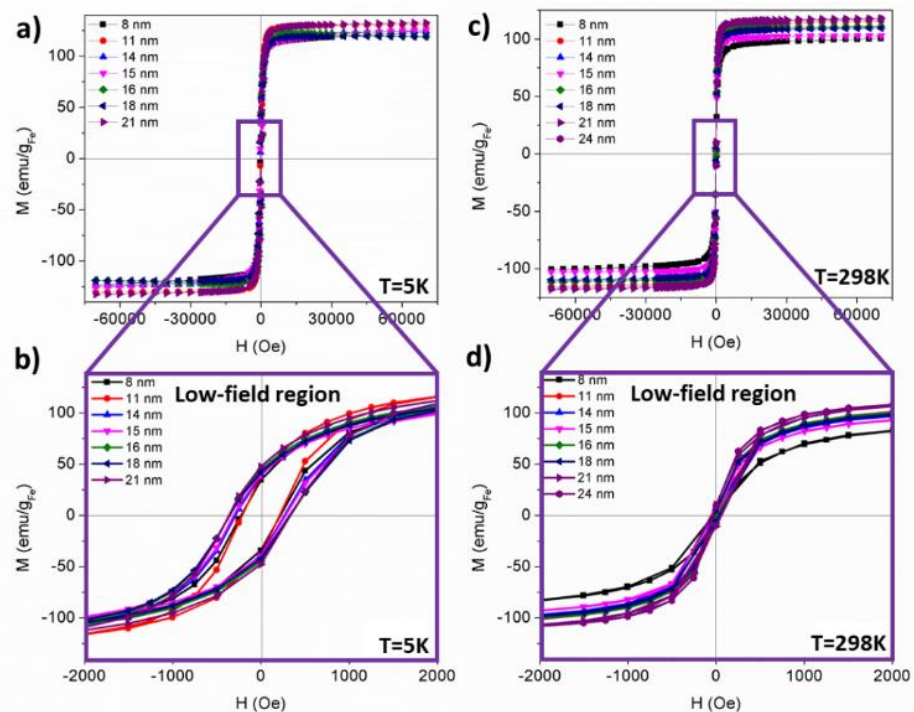 a)
8 nm
11 nm
14 nm
15 nm
16 nm
18 nm
21 nm
T=5K
M (emu/g_Fe)
100
50
0
-50
-100
-60000 -30000 0 30000 60000
H (Oe)
c)
8 nm
11 nm
14 nm
15 nm
16 nm
18 nm
21 nm
24 nm
T=298K
M (emu/g_Fe)
100
50
0
-50
-100
-60000 -30000 0 30000 60000
H (Oe)
b)
8 nm
11 nm
14 nm
15 nm
16 nm
18 nm
21 nm
Low-field region
T=5K
M (emu/g_Fe)
100
50
0
-50
-100
-2000 -1000 0 1000 2000
H (Oe)
d)
8 nm
11 nm
14 nm
15 nm
16 nm
18 nm
21 nm
24 nm
Low-field region
T=298K
M (emu/g_Fe)
100
50
0
-50
-100
-2000 -1000 0 1000 2000
H (Oe)